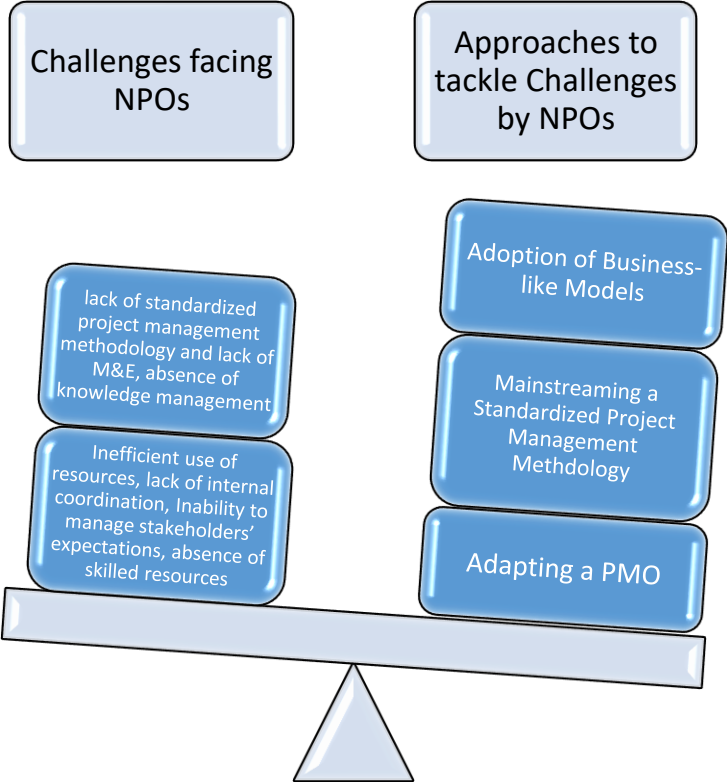 Challenges facing
NPOs
Approaches to
tackle Challenges
by NPOs
lack of standardized
project management
methodology and lack of
M&E, absence of
knowledge management
Inefficient use of
resources, lack of internal
coordination, Inability to
manage stakeholders’
expectations, absence of
skilled resources
Adoption of Business-
like Models
Mainstreaming a
Standardized Project
Management
Methdology
Adapting a PMO